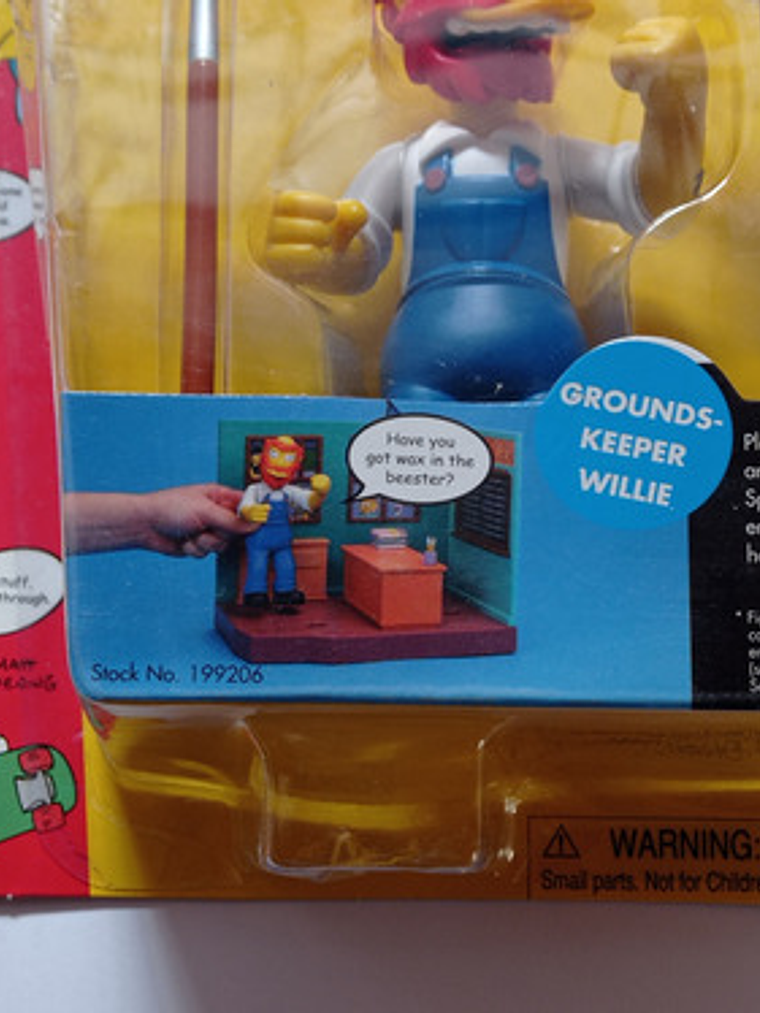 GROUNDS-
KEEPER
WILLIE
Have you
got wax in the
beester?
Stock No. 199206
through.
WARNING:
Small parts. Not for Childre